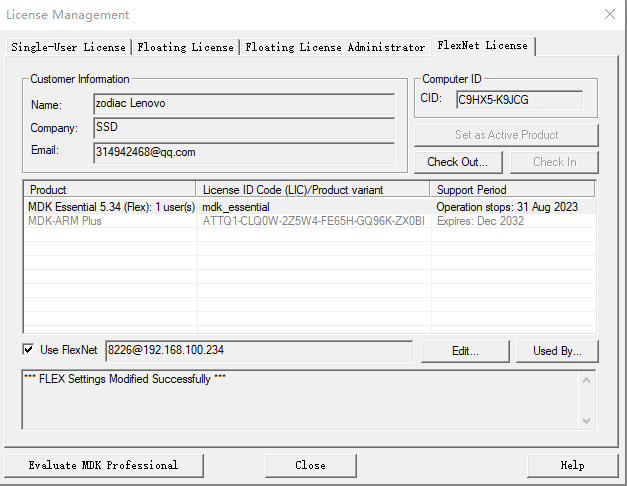 License Management
Single-User License Floating License Floating License Administrator FlexNet License
Customer Information
Name: zodiac Lenovo
Company: SSD
Email: 314942468@qq.com
Computer ID
CID: C9HX5-K9JCG
Set as Active Product
Check Out... Check In
Product License ID Code (LIC)/Product variant Support Period
MDK Essential 5.34 (Flex): 1 user(s) mdk_essential Operation stops: 31 Aug 2023
MDK-ARM Plus ATTQ1-CLQ0W-2Z5W4-FE65H-GQ96K-ZX0BI Expires: Dec 2032
Use FlexNet 8226@192.168.100.234 Edit... Used By...
*** FLEX Settings Modified Successfully ***
Evaluate MDK Professional Close Help